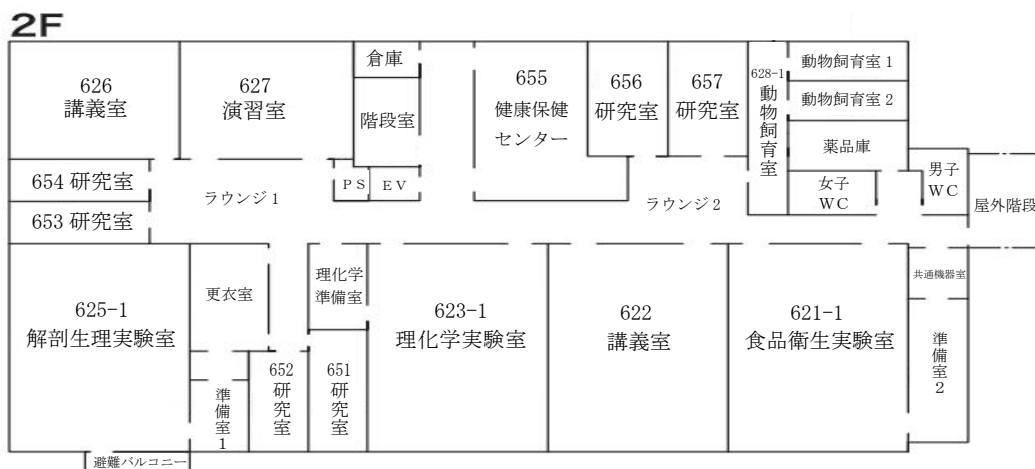 2F
626
講義室
627
演習室
倉庫
階段室
655
健康保健
センター
656
研究室
657
研究室
628-1
動物飼育室
動物飼育室 1
動物飼育室 2
薬品庫
女子
WC
男子
WC
屋外階段
654 研究室
653 研究室
ラウンジ 1
PS
EV
ラウンジ 2
625-1
解剖生理実験室
更衣室
理化学
準備室
623-1
理化学実験室
622
講義室
621-1
食品衛生実験室
共通機器室
準備室2
準備室1
652
研究室
651
研究室
避難バルコニー